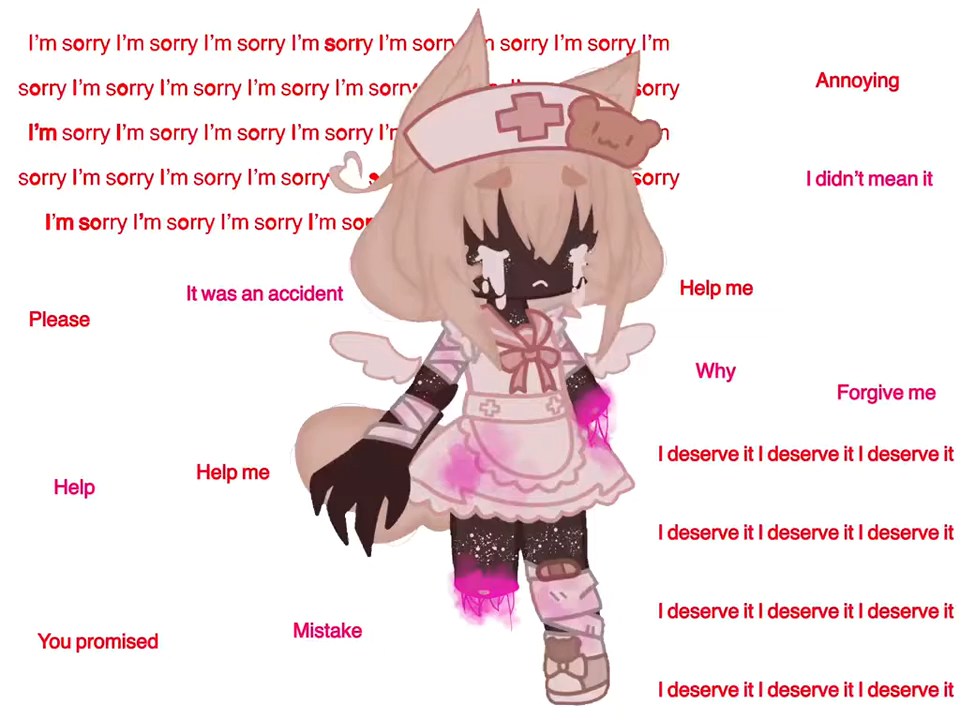 I'm sorry I'm sorry I'm sorry I'm sorry I'm sorry sorry I'm sorry I'm
sorry I'm sorry I'm sorry I'm sorry I'm sorry sorry
I'm sorry I'm sorry I'm sorry I'm sorry
sorry I'm sorry I'm sorry I'm sorry sorry
I'm sorry I'm sorry I'm sorry I'm
Annoying
I didn't mean it
It was an accident
Help me
Please
Why
Forgive me
I deserve it I deserve it I deserve it
Help me
Help
I deserve it I deserve it I deserve it
I deserve it I deserve it I deserve it
Mistake
You promised
I deserve it I deserve it I deserve it